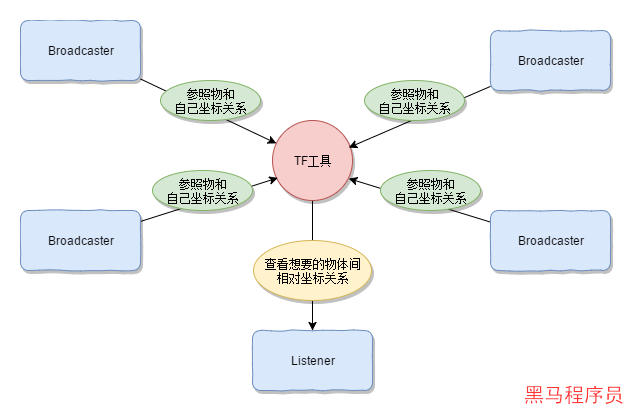 Broadcaster
Broadcaster
参照物和
自己坐标关系
参照物和
自己坐标关系
TF工具
参照物和
自己坐标关系
参照物和
自己坐标关系
Broadcaster
Broadcaster
查看想要的物体间
相对坐标关系
Listener
黑马程序员